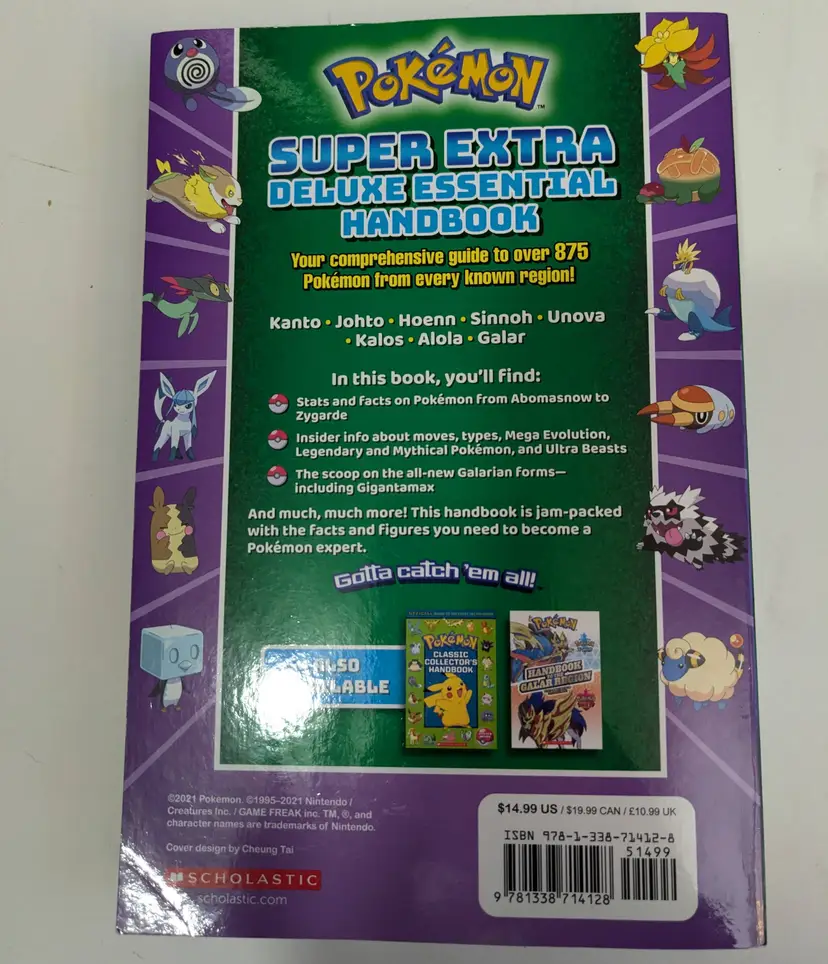 POKéMON
TM
SUPER EXTRA
DELUXE ESSENTIAL
HANDBOOK
Your comprehensive guide to over 875
Pokémon from every known region!
Kanto • Johto • Hoenn • Sinnoh • Unova
• Kalos • Alola • Galar
In this book, you'll find:
Stats and facts on Pokémon from Abomasnow to
Zygarde
Insider info about moves, types, Mega Evolution,
Legendary and Mythical Pokémon, and Ultra Beasts
The scoop on the all-new Galarian forms—
including Gigantamax
And much, much more! This handbook is jam-packed
with the facts and figures you need to become a
Pokémon expert.
Gotta catch 'em all!
ALSO
AVAILABLE
POKéMON
CLASSIC
COLLECTOR'S
HANDBOOK
POKéMON
HANDBOOK
GALAR REGION
©2021 Pokémon. ©1995–2021 Nintendo /
Creatures Inc. / GAME FREAK inc. TM, ®, and
character names are trademarks of Nintendo.
Cover design by Cheung Tai
SCHOLASTIC
scholastic.com
$14.99 US / $19.99 CAN / £10.99 UK
ISBN 978-1-338-71412-8
51499
9 781338 714128